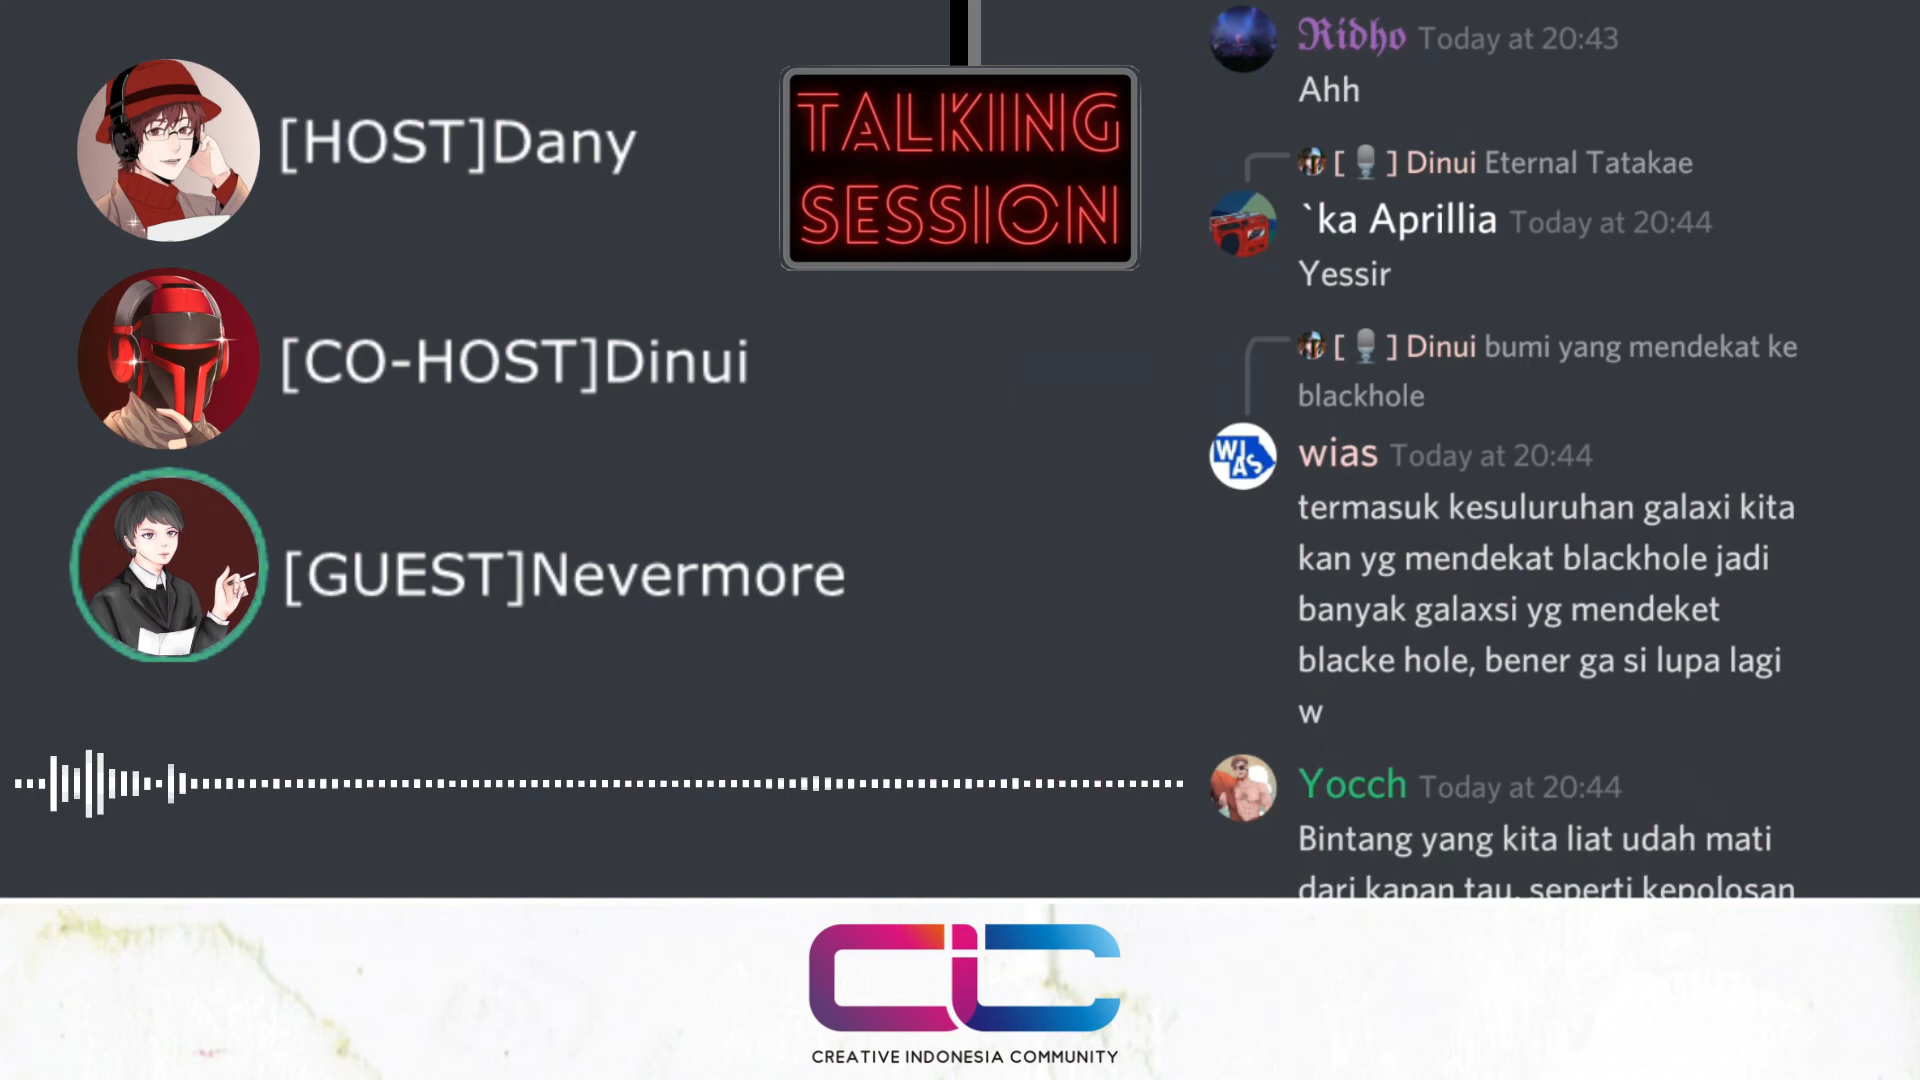 [HOST]Dany
[CO-HOST]Dinui
[GUEST]Nevermore
TALKING
SESSION
Ridho Today at 20:43
Ahh
[ 🎙️ ] Dinui Eternal Tatakae
`ka Aprillia Today at 20:44
Yessir
[ 🎙️ ] Dinui bumi yang mendekat ke
blackhole
WIAS
wias Today at 20:44
termasuk kesuluruhan galaxi kita
kan yg mendekat blackhole jadi
banyak galaxsi yg mendeket
blacke hole, bener ga si lupa lagi
w
Yocch Today at 20:44
Bintang yang kita liat udah mati
dari kapan tau, seperti kepolosan
CIC
CREATIVE INDONESIA COMMUNITY